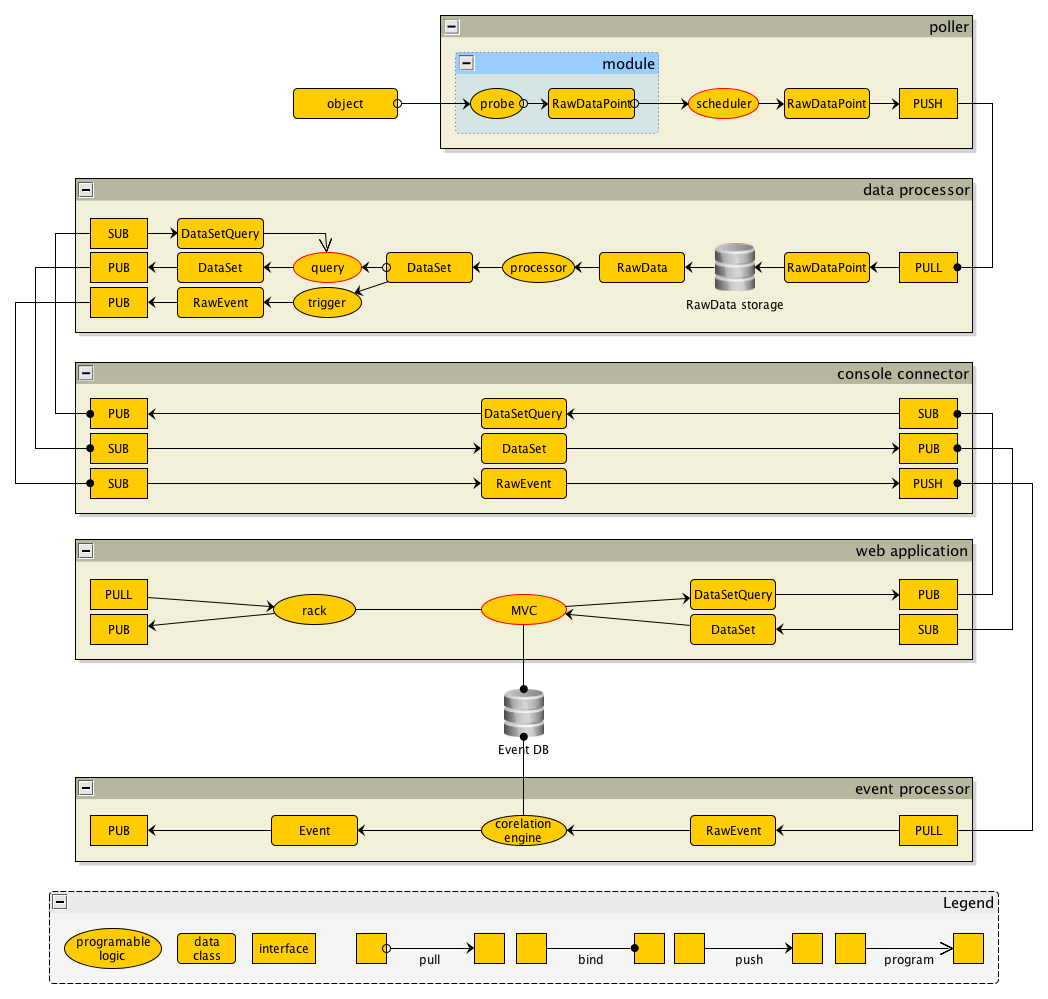 poller
module
object
probe
RawDataPoint
scheduler
RawDataPoint
PUSH
data processor
SUB
DataSetQuery
PUB
DataSet
query
DataSet
processor
RawData
RawDataPoint
PULL
PUB
RawEvent
trigger
RawData storage
console connector
PUB
DataSetQuery
SUB
SUB
DataSet
PUB
SUB
RawEvent
PUSH
web application
PULL
rack
MVC
DataSetQuery
PUB
PUB
DataSet
SUB
Event DB
event processor
PUB
Event
corelation
engine
RawEvent
PULL
Legend
programable
logic
data
class
interface
pull
bind
push
program